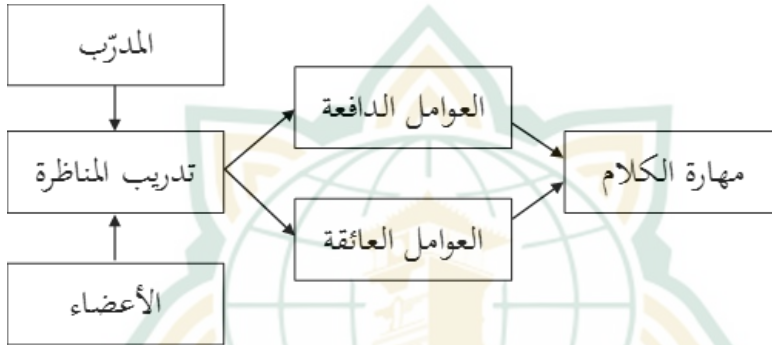 المدرّب
العوامل الدافعة
تدريب المناظرة
مهارة الكلام
العوامل العائقة
الأعضاء